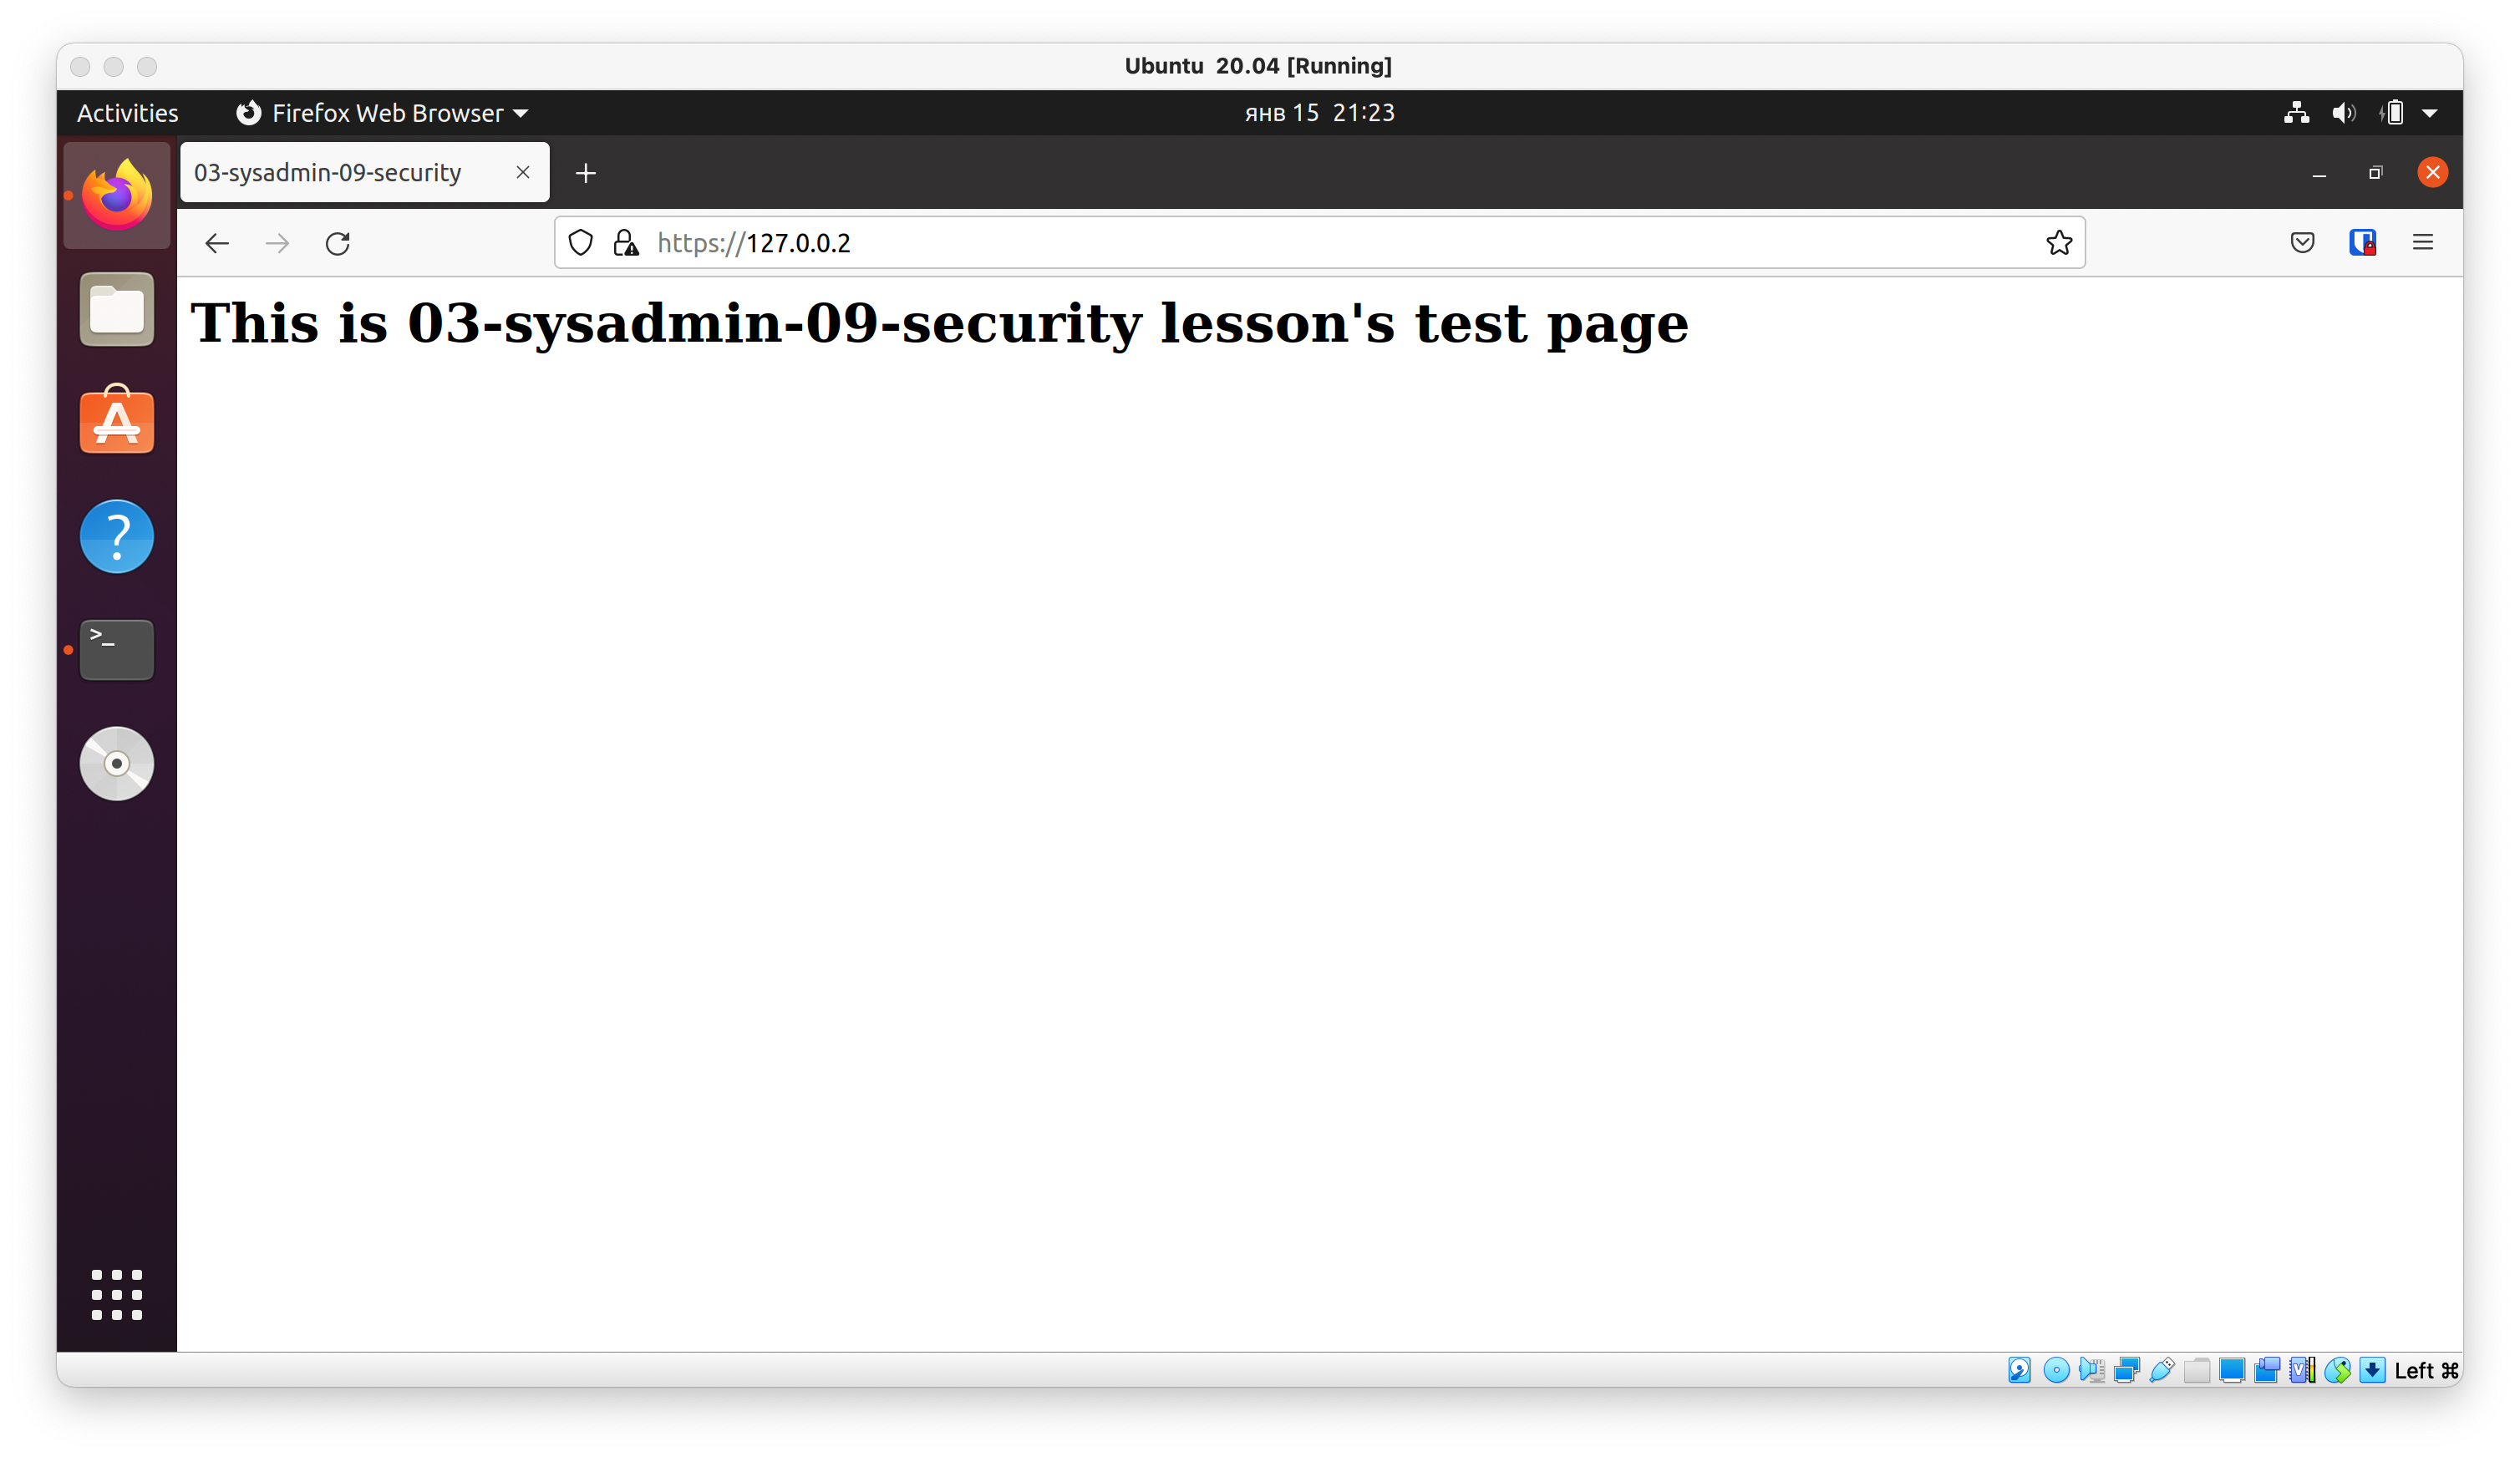 Ubuntu 20.04 [Running]
Activities Firefox Web Browser янв 15 21:23
03-sysadmin-09-security
https://127.0.0.2
This is 03-sysadmin-09-security lesson's test page
>_
Left ⌘